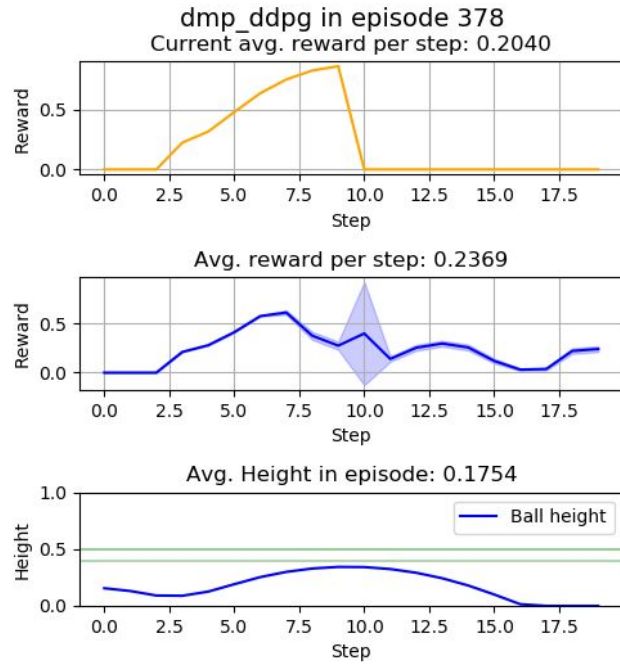 dmp_ddpg in episode 378
Current avg. reward per step: 0.2040
Reward
0.5
0.0
0.0 2.5 5.0 7.5 10.0 12.5 15.0 17.5
Step
Avg. reward per step: 0.2369
Reward
0.5
0.0
0.0 2.5 5.0 7.5 10.0 12.5 15.0 17.5
Step
Avg. Height in episode: 0.1754
Height
1.0
0.5
0.0
Ball height
0.0 2.5 5.0 7.5 10.0 12.5 15.0 17.5
Step